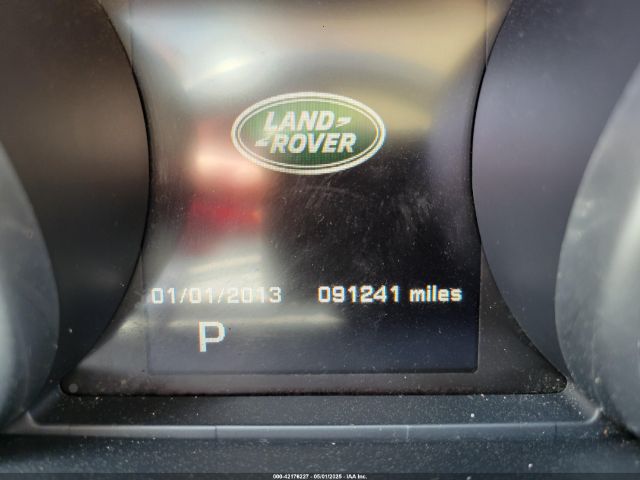 LAND
ROVER
01/01/2013 091241 miles
P
000-42176227 - 05/01/2025 - IAA Inc.